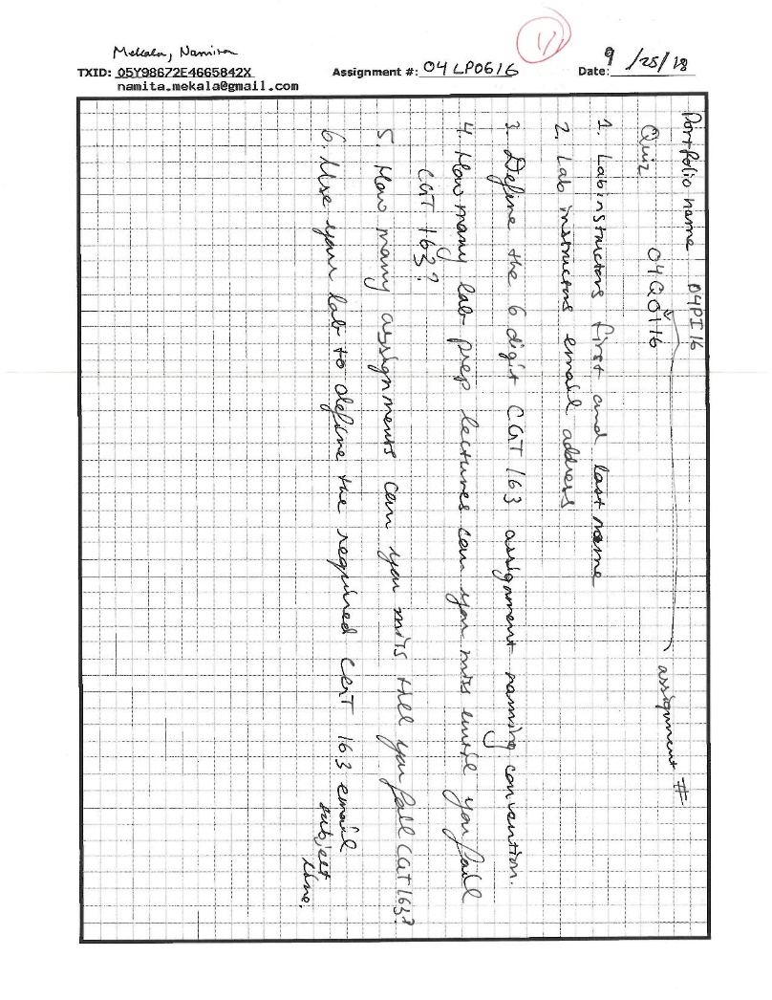 Mekala, Namita
TXID: 05Y98672E4665842X
Assignment #: 04LP0616
Date: 9/25/18
namita.mekala@gmail.com
Portfolio name 04PI16
Quiz 04Q0116
assignment #
1. Lab instructors first and last name
2. Lab instructors email address
3. Define the 6 digit CGT 163 assignment naming convention.
4. How many lab prep lectures can you miss until you fail
CGT 163?
5. How many assignments can you miss till you fail CGT 163?
6. Use your lab to define the required CGT 163 email
subject
line.